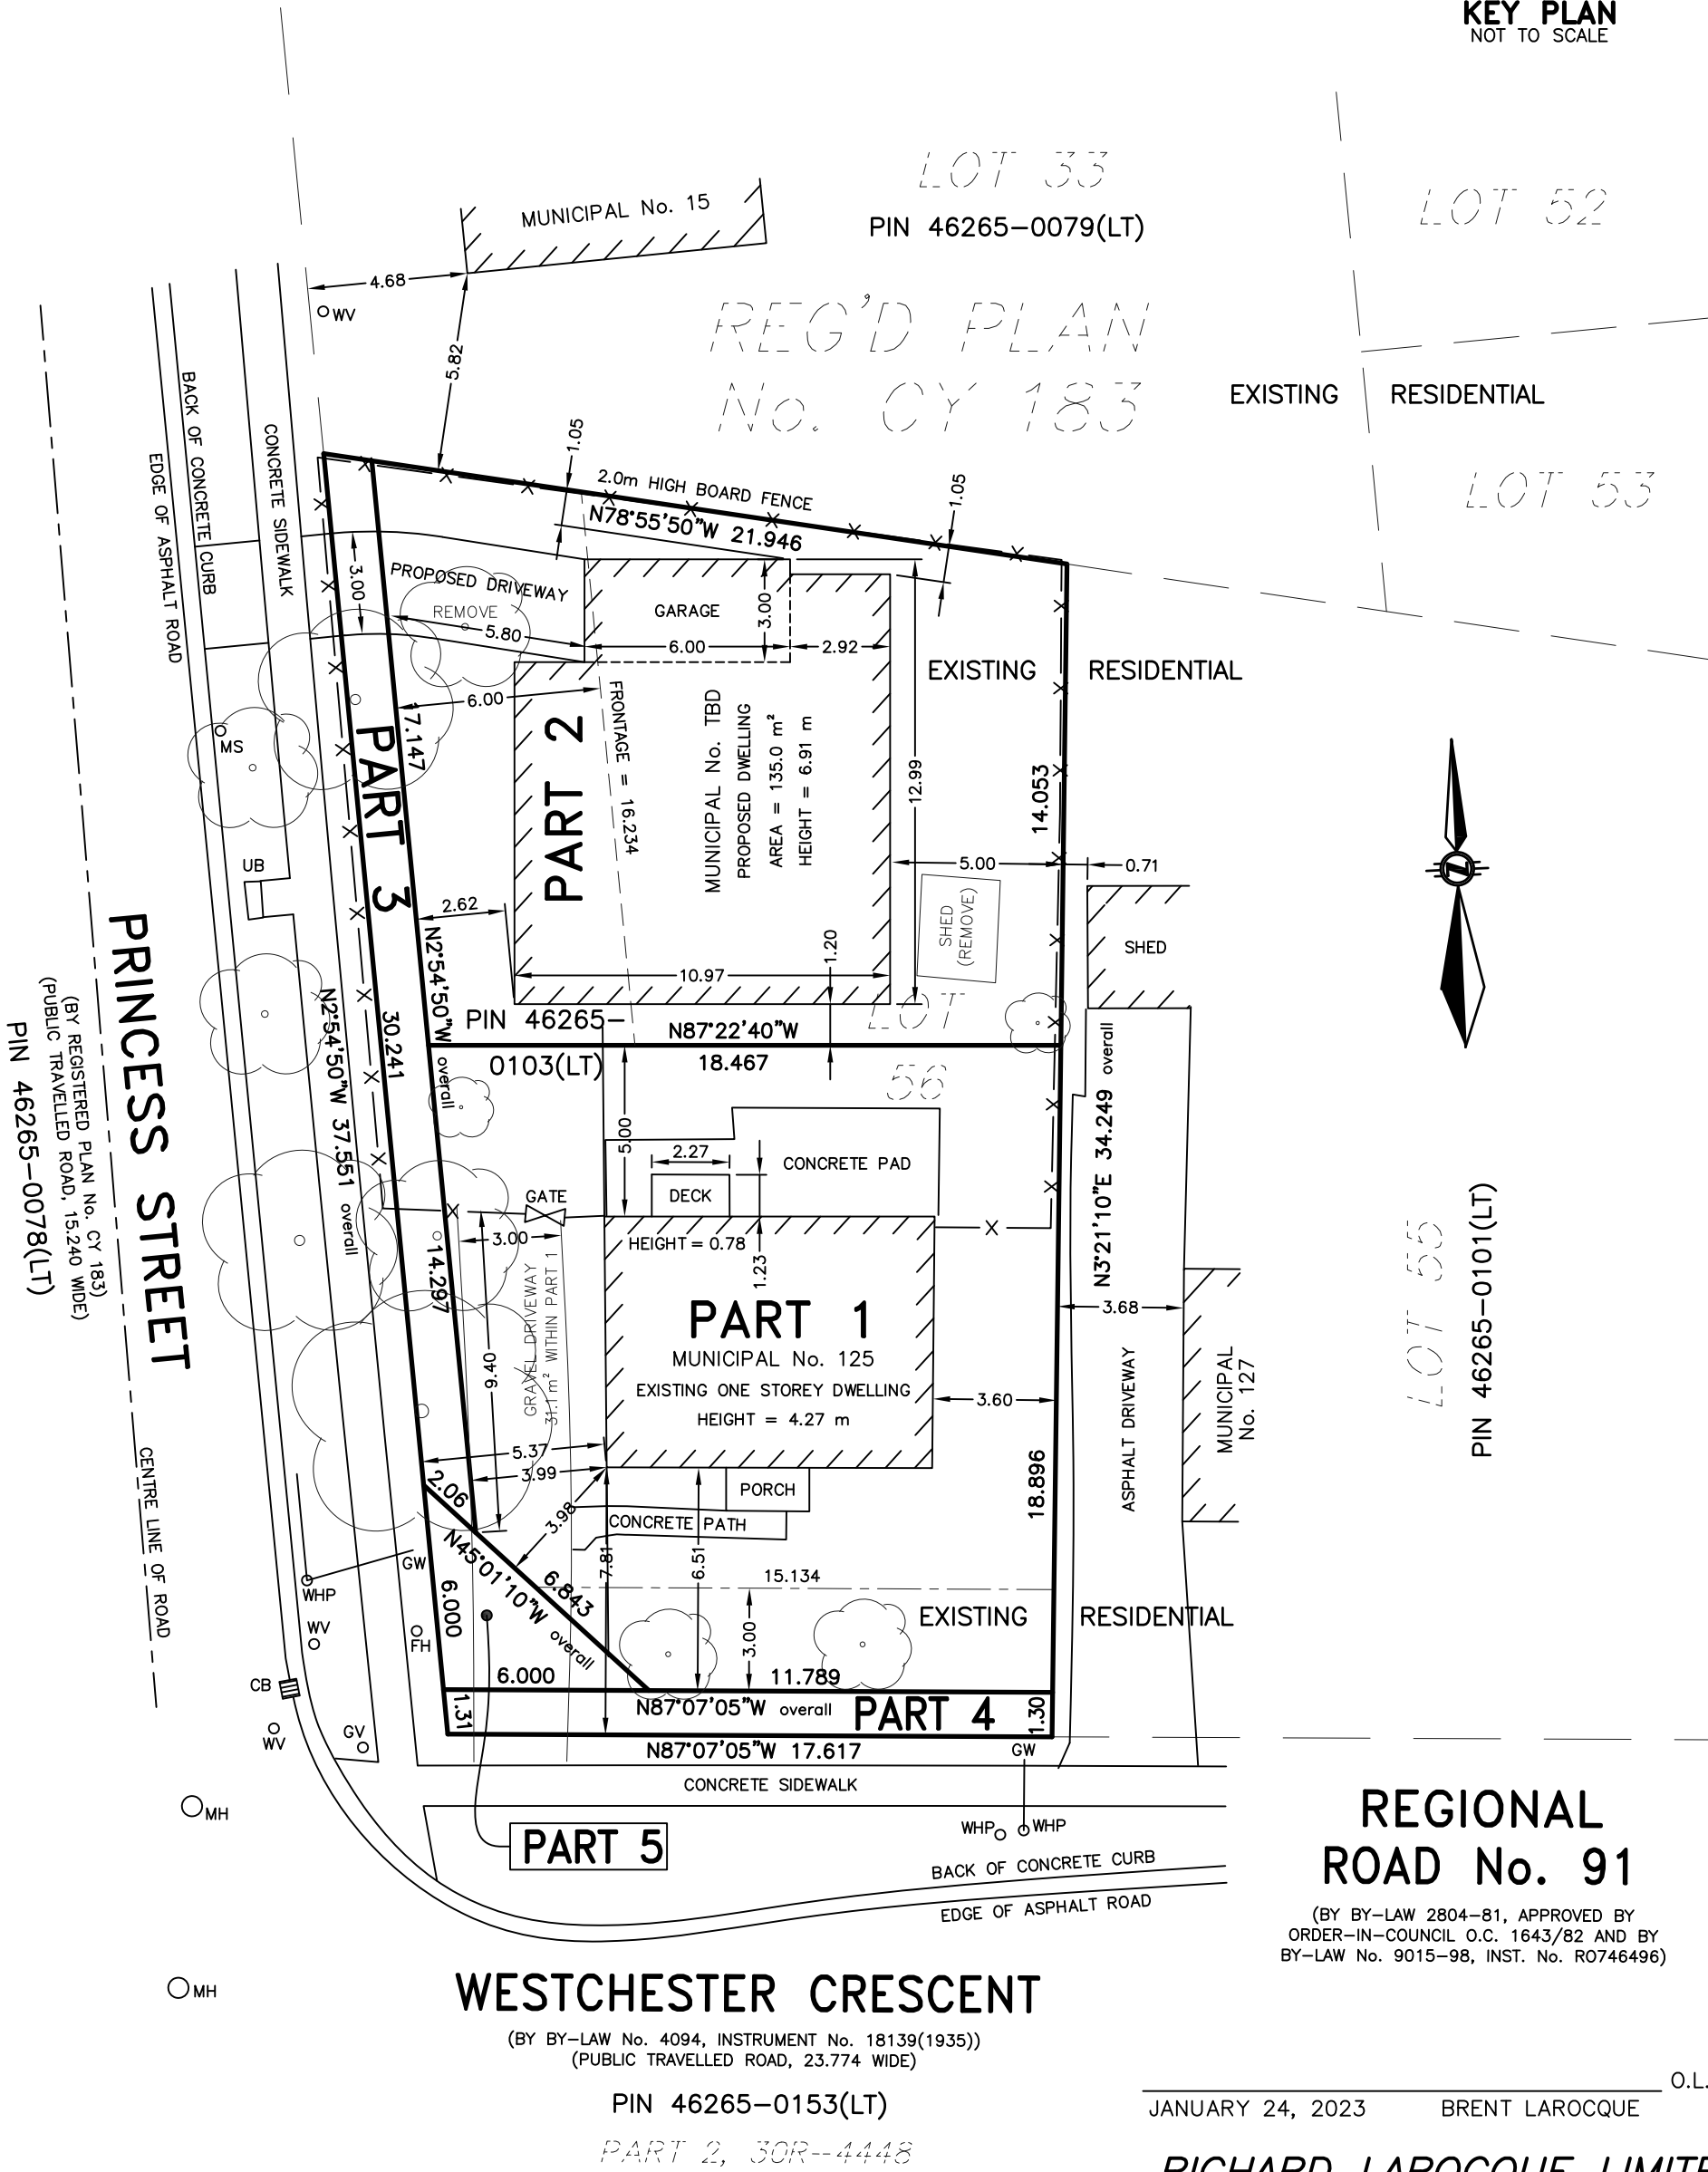 KEY PLAN
NOT TO SCALE
LOT 33
PIN 46265-0079(LT)
LOT 52
MUNICIPAL No. 15
4.68
WV
5.82
REG'D PLAN
No. CY 183
EXISTING RESIDENTIAL
LOT 53
BACK OF CONCRETE CURB
EDGE OF ASPHALT ROAD
CONCRETE SIDEWALK
1.05
2.0m HIGH BOARD FENCE
N78°55'50"W 21.946
1.05
3.00
PROPOSED DRIVEWAY
REMOVE
5.80
GARAGE
3.00
6.00
2.92
EXISTING RESIDENTIAL
6.00
17.147
PART 3
PART 2
FRONTAGE = 16.234
MUNICIPAL No. TBD
PROPOSED DWELLING
AREA = 135.0 m²
HEIGHT = 6.91 m
12.99
14.053
MS
UB
5.00
0.71
SHED
(REMOVE)
SHED
2.62
1.20
10.97
N2°54'50"W overall
30.241
N2°54'50"W 37.551 overall
PIN 46265-
0103(LT)
N87°22'40"W
18.467
LOT
56
N3°21'10"E 34.249 overall
PRINCESS STREET
(BY REGISTERED PLAN No. CY 183)
(PUBLIC TRAVELLED ROAD, 15.240 WIDE)
PIN 46265-0078(LT)
CENTRE LINE OF ROAD
5.00
2.27
DECK
CONCRETE PAD
GATE
3.00
HEIGHT = 0.78
1.23
14.297
9.40
GRAVEL DRIVEWAY
31.1 m² WITHIN PART 1
PART 1
MUNICIPAL No. 125
EXISTING ONE STOREY DWELLING
HEIGHT = 4.27 m
3.60
3.68
ASPHALT DRIVEWAY
MUNICIPAL
No. 127
LOT 55
PIN 46265-0101(LT)
5.37
3.99
2.06
3.98
PORCH
CONCRETE PATH
18.896
N45°01'10"W overall
6.843
7.81
6.51
15.134
3.00
EXISTING RESIDENTIAL
GW
WHP
WV
FH
6.000
6.000
11.789
CB
WV
GV
1.31
N87°07'05"W overall
PART 4
1.30
N87°07'05"W 17.617
GW
CONCRETE SIDEWALK
MH
PART 5
WHP
WHP
BACK OF CONCRETE CURB
EDGE OF ASPHALT ROAD
REGIONAL
ROAD No. 91
(BY BY-LAW 2804-81, APPROVED BY
ORDER-IN-COUNCIL O.C. 1643/82 AND BY
BY-LAW No. 9015-98, INST. No. RO746496)
MH
WESTCHESTER CRESCENT
(BY BY-LAW No. 4094, INSTRUMENT No. 18139(1935))
(PUBLIC TRAVELLED ROAD, 23.774 WIDE)
PIN 46265-0153(LT)
PART 2, 30R--4448
O.L.
JANUARY 24, 2023 BRENT LAROCQUE
RICHARD LAROCQUE LIMITE